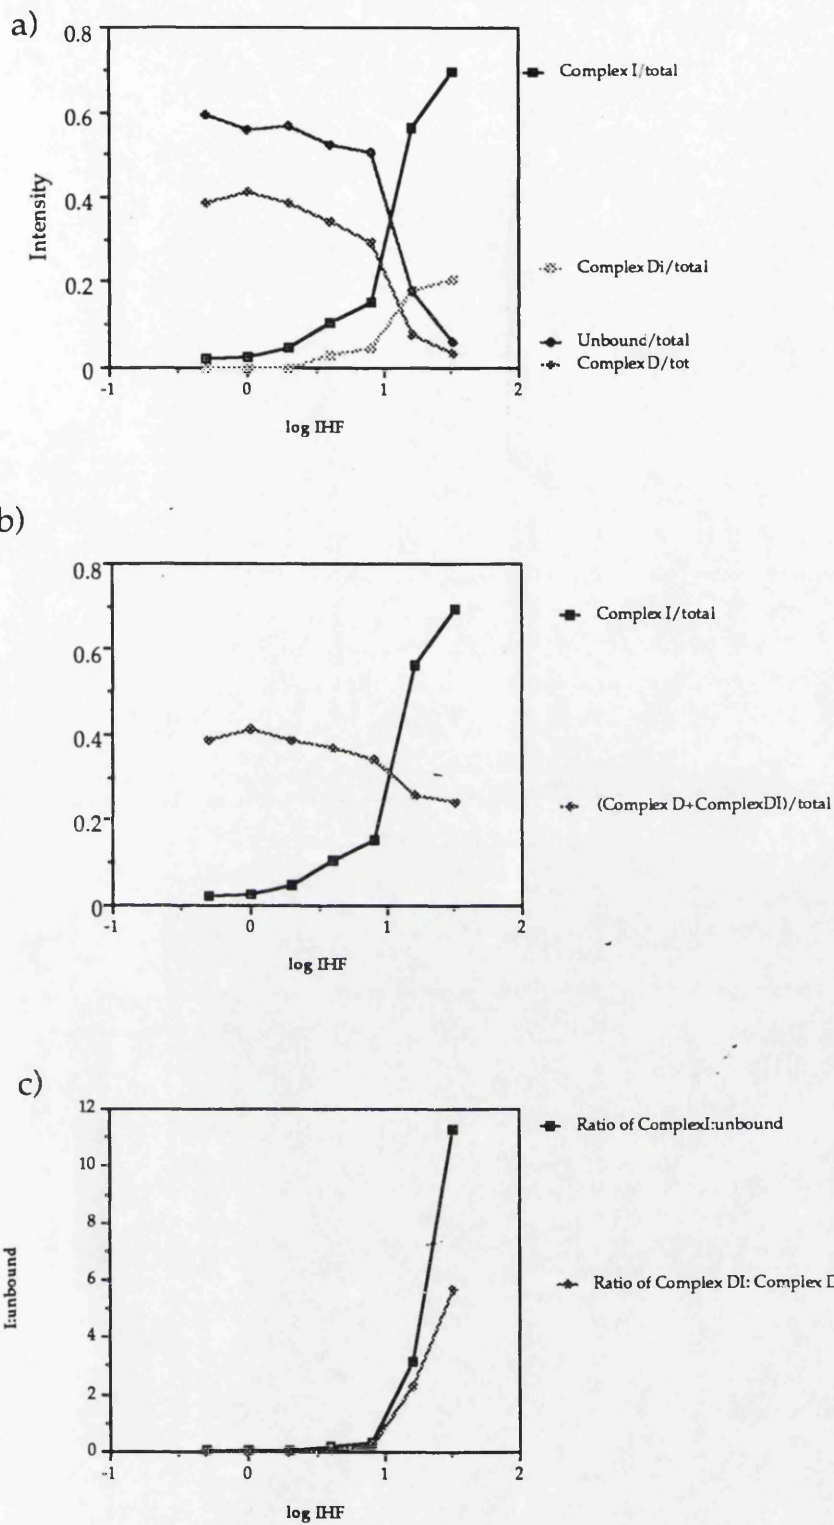 a)
0.8
0.6
0.4
0.2
0
Intensity
-1
0
1
2
log IHF
Complex I/total
Complex Di/total
Unbound/total
Complex D/tot
b)
0.8
0.6
0.4
0.2
0
-1
0
1
2
log IHF
Complex I/total
(Complex D+ComplexDI)/total
c)
12
10
8
6
4
2
0
I:unbound
-1
0
1
2
log IHF
Ratio of ComplexI:unbound
Ratio of Complex DI: Complex D